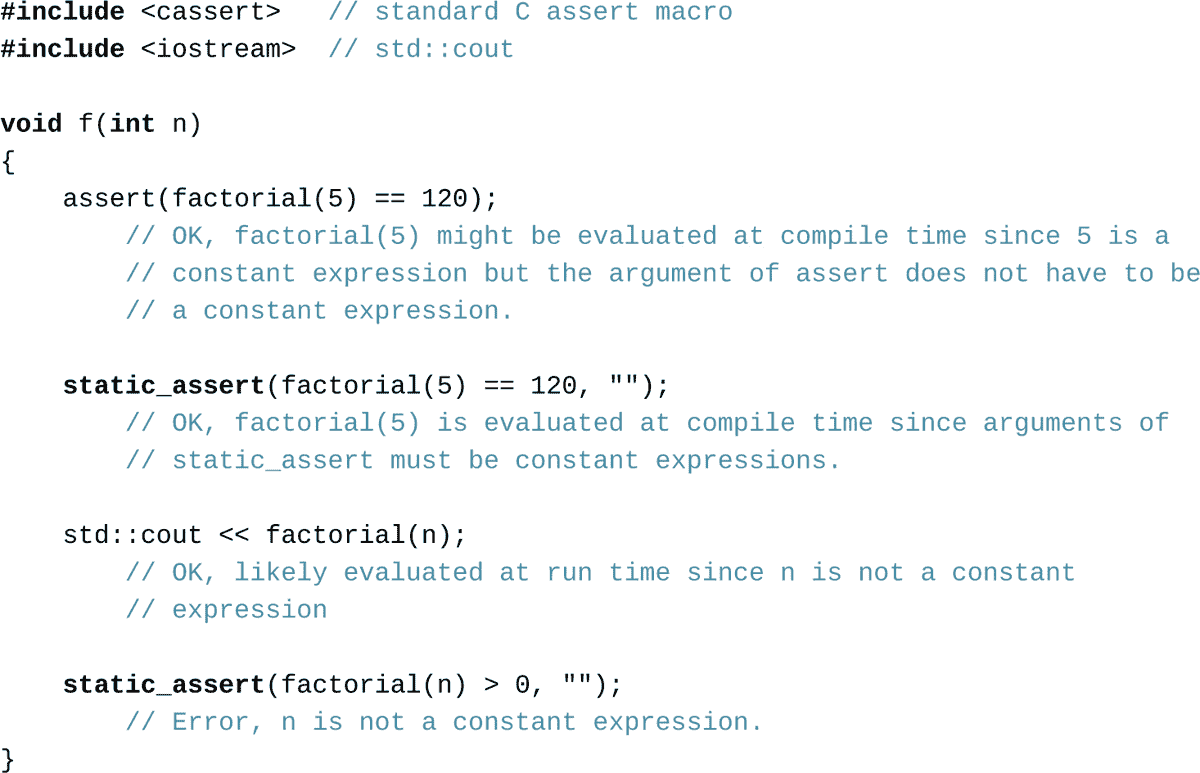 #include <cassert>   // standard C assert macro
#include <iostream>  // std::cout

void f(int n)
{
    assert(factorial(5) == 120);
        // OK, factorial(5) might be evaluated at compile time since 5 is a
        // constant expression but the argument of assert does not have to be
        // a constant expression.

    static_assert(factorial(5) == 120, "");
        // OK, factorial(5) is evaluated at compile time since arguments of
        // static_assert must be constant expressions.

    std::cout << factorial(n);
        // OK, likely evaluated at run time since n is not a constant
        // expression

    static_assert(factorial(n) > 0, "");
        // Error, n is not a constant expression.
}